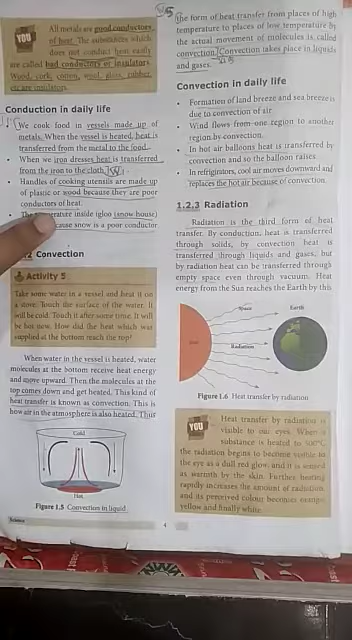 All metals are good conductors
of heat. The substances which
does not conduct heat easily
are called bad conductors or insulators.
Wood, cork, cotton, wool, glass, rubber,
etc are insulators.
YOU
Conduction in daily life
• We cook food in vessels made up of
metals. When the vessel is heated, heat is
transferred from the metal to the food.
• When we iron dresses heat is transferred
from the iron to the cloth.
• Handles of cooking utensils are made up
of plastic or wood because they are poor
conductors of heat.
• The temperature inside igloo (snow house)
because snow is a poor conductor
Convection
Activity 5
Take some water in a vessel and heat it on
a stove. Touch the surface of the water. It
will be cold. Touch it after some time. It will
be hot now. How did the heat which was
supplied at the bottom reach the top?
When water in the vessel is heated, water
molecules at the bottom receive heat energy
and move upward. Then the molecules at the
top comes down and get heated. This kind of
heat transfer is known as convection. This is
how air in the atmosphere is also heated. Thus
Cold
Hot
Figure 1.5 Convection in liquid
Science
4
the form of heat transfer from places of high
temperature to places of low temperature by
the actual movement of molecules is called
convection. Convection takes place in liquids
and gases.
Convection in daily life
• Formation of land breeze and sea breeze is
due to convection of air.
• Wind flows from one region to another
region by convection.
• In hot air balloons heat is transferred by
convection and so the balloon raises.
• In refrigerators, cool air moves downward and
replaces the hot air because of convection.
1.2.3 Radiation
Radiation is the third form of heat
transfer. By conduction, heat is transferred
through solids, by convection heat is
transferred through liquids and gases, but
by radiation heat can be transferred through
empty space even through vacuum. Heat
energy from the Sun reaches the Earth by this
Space
Earth
Sun
Radiation
Figure 1.6 Heat transfer by radiation
YOU
Heat transfer by radiation is
visible to our eyes. When a
substance is heated to 500°C
the radiation begins to become visible to
the eye as a dull red glow, and it is sensed
as warmth by the skin. Further heating
rapidly increases the amount of radiation,
and its perceived colour becomes orange,
yellow and finally white.